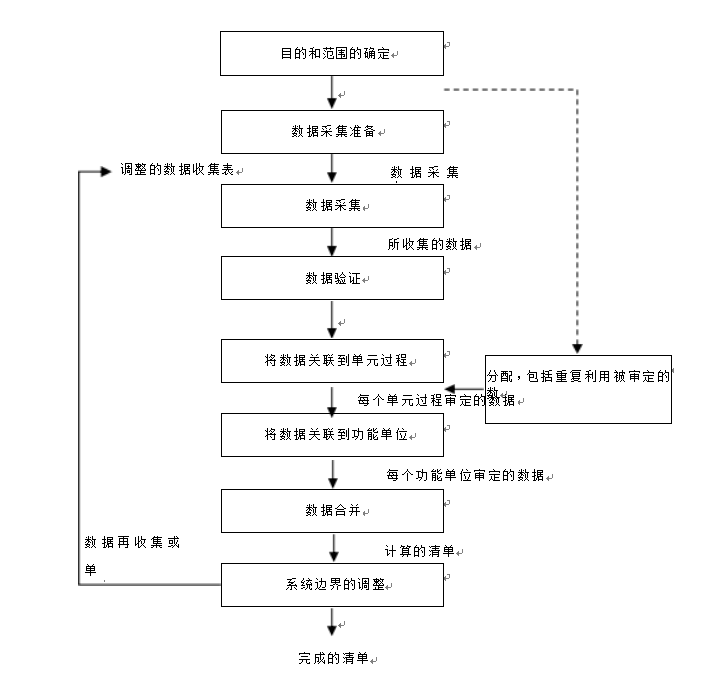 目的和范围的确定
数据采集准备
调整的数据收集表
数据采集
数据采集
所收集的数据
数据验证
将数据关联到单元过程
分配，包括重复利用被审定的
数
每个单元过程审定的数据
将数据关联到功能单位
每个功能单位审定的数据
数据合并
数据再收集或
单
计算的清单
系统边界的调整
完成的清单